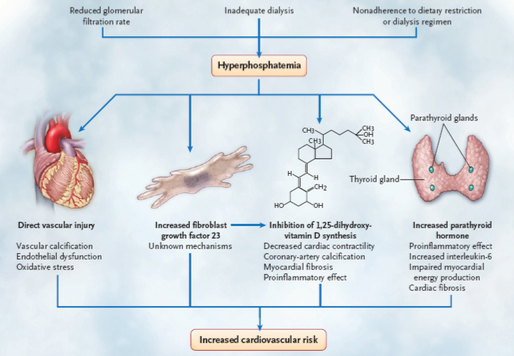 Reduced glomerular
filtration rate
Inadequate dialysis
Nonadherence to dietary restriction
or dialysis regimen
Hyperphosphatemia
CH3
CH3
OH
CH3
CH3
H
H
CH2
HO
OH
Parathyroid glands
Thyroid gland
Direct vascular injury
Vascular calcification
Endothelial dysfunction
Oxidative stress
Increased fibroblast
growth factor 23
Unknown mechanisms
Inhibition of 1,25-dihydroxy-
vitamin D synthesis
Decreased cardiac contractility
Coronary-artery calcification
Myocardial fibrosis
Proinflammatory effect
Increased parathyroid
hormone
Proinflammatory effect
Increased interleukin-6
Impaired myocardial
energy production
Cardiac fibrosis
Increased cardiovascular risk